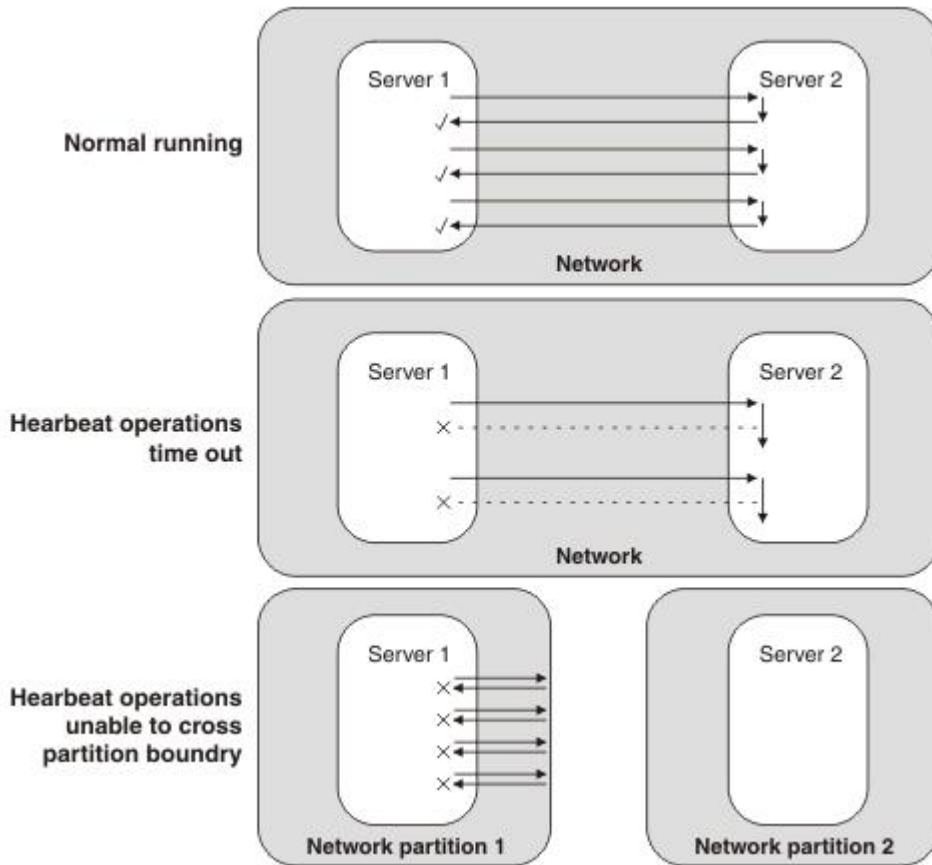 Normal running
Server 1
Server 2
Network
Hearbeat operations
time out
Server 1
Server 2
Network
Hearbeat operations
unable to cross
partition boundry
Server 1
Server 2
Network partition 1
Network partition 2